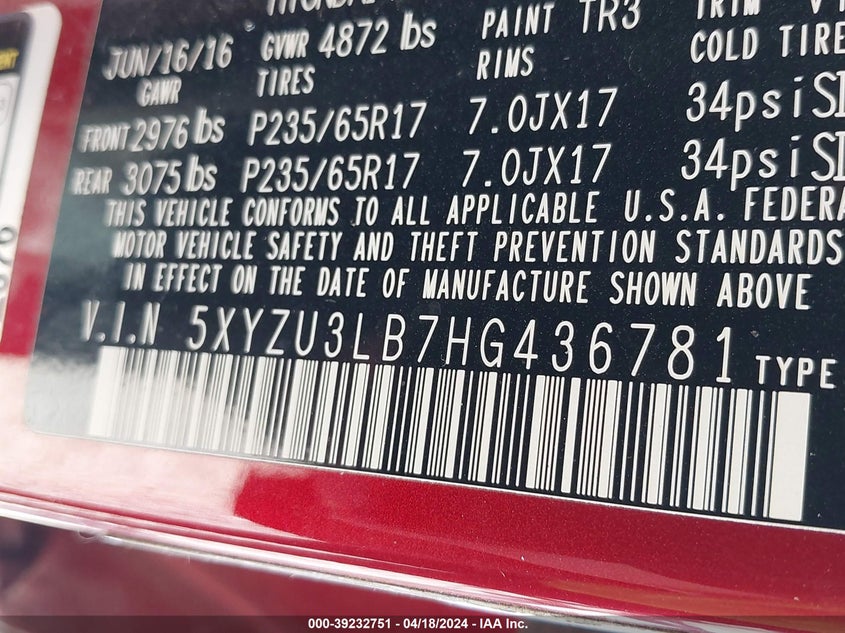 JUN/16/16 GVWR 4872 lbs PAINT TR3 TRIM
GAWR TIRES RIMS COLD TIRE
FRONT 2976 lbs P235/65R17 7.0JX17 34psi
REAR 3075 lbs P235/65R17 7.0JX17 34psi
THIS VEHICLE CONFORMS TO ALL APPLICABLE U.S.A. FEDERA
MOTOR VEHICLE SAFETY AND THEFT PREVENTION STANDARDS
IN EFFECT ON THE DATE OF MANUFACTURE SHOWN ABOVE
V.I.N 5XYZU3LB7HG436781 TYPE
000-39232751 - 04/18/2024 - IAA Inc.